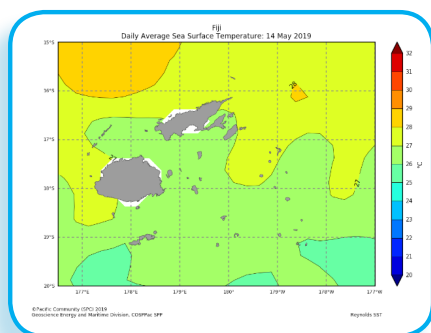 Fiji
Daily Average Sea Surface Temperature: 14 May 2019
15°S
16°S
17°S
18°S
19°S
20°S
28
27
27
177°E
178°E
179°E
180°
179°W
178°W
177°W
32
31
30
29
28
27
26
25
24
23
22
21
20
°C
©Pacific Community (SPC) 2019
Geoscience Energy and Maritime Division, COSPPac SPP
Reynolds SST